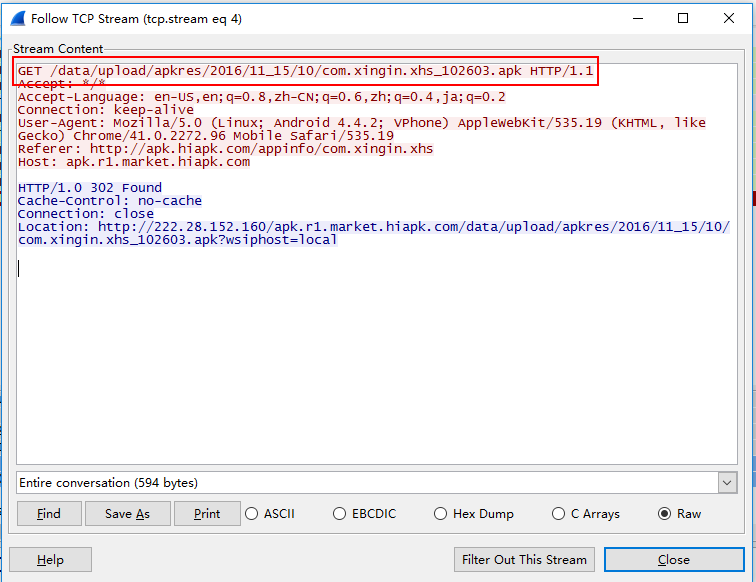 Follow TCP Stream (tcp.stream eq 4)
Stream Content
GET /data/upload/apkres/2016/11_15/10/com.xingin.xhs_102603.apk HTTP/1.1
Accept: */*
Accept-Language: en-US,en;q=0.8,zh-CN;q=0.6,zh;q=0.4,ja;q=0.2
Connection: keep-alive
User-Agent: Mozilla/5.0 (Linux; Android 4.4.2; VPhone) AppleWebKit/535.19 (KHTML, like
Gecko) Chrome/41.0.2272.96 Mobile Safari/535.19
Referer: http://apk.hiapk.com/appinfo/com.xingin.xhs
Host: apk.r1.market.hiapk.com
HTTP/1.0 302 Found
Cache-Control: no-cache
Connection: close
Location: http://222.28.152.160/apk.r1.market.hiapk.com/data/upload/apkres/2016/11_15/10/
com.xingin.xhs_102603.apk?wsiphost=local
Entire conversation (594 bytes)
Find Save As Print ASCII EBCDIC Hex Dump C Arrays Raw
Help Filter Out This Stream Close